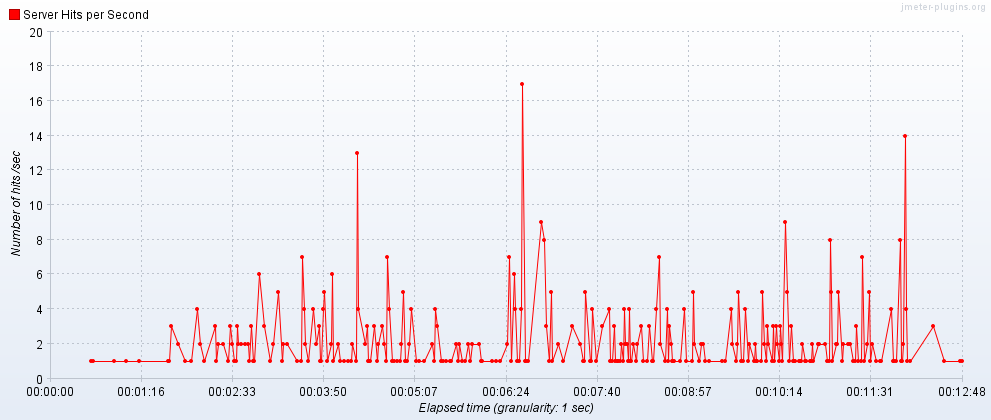 Server Hits per Second
jmeter-plugins.org
20
18
16
14
12
10
8
6
4
2
0
Number of hits /sec
00:00:00 00:01:16 00:02:33 00:03:50 00:05:07 00:06:24 00:07:40 00:08:57 00:10:14 00:11:31 00:12:48
Elapsed time (granularity: 1 sec)